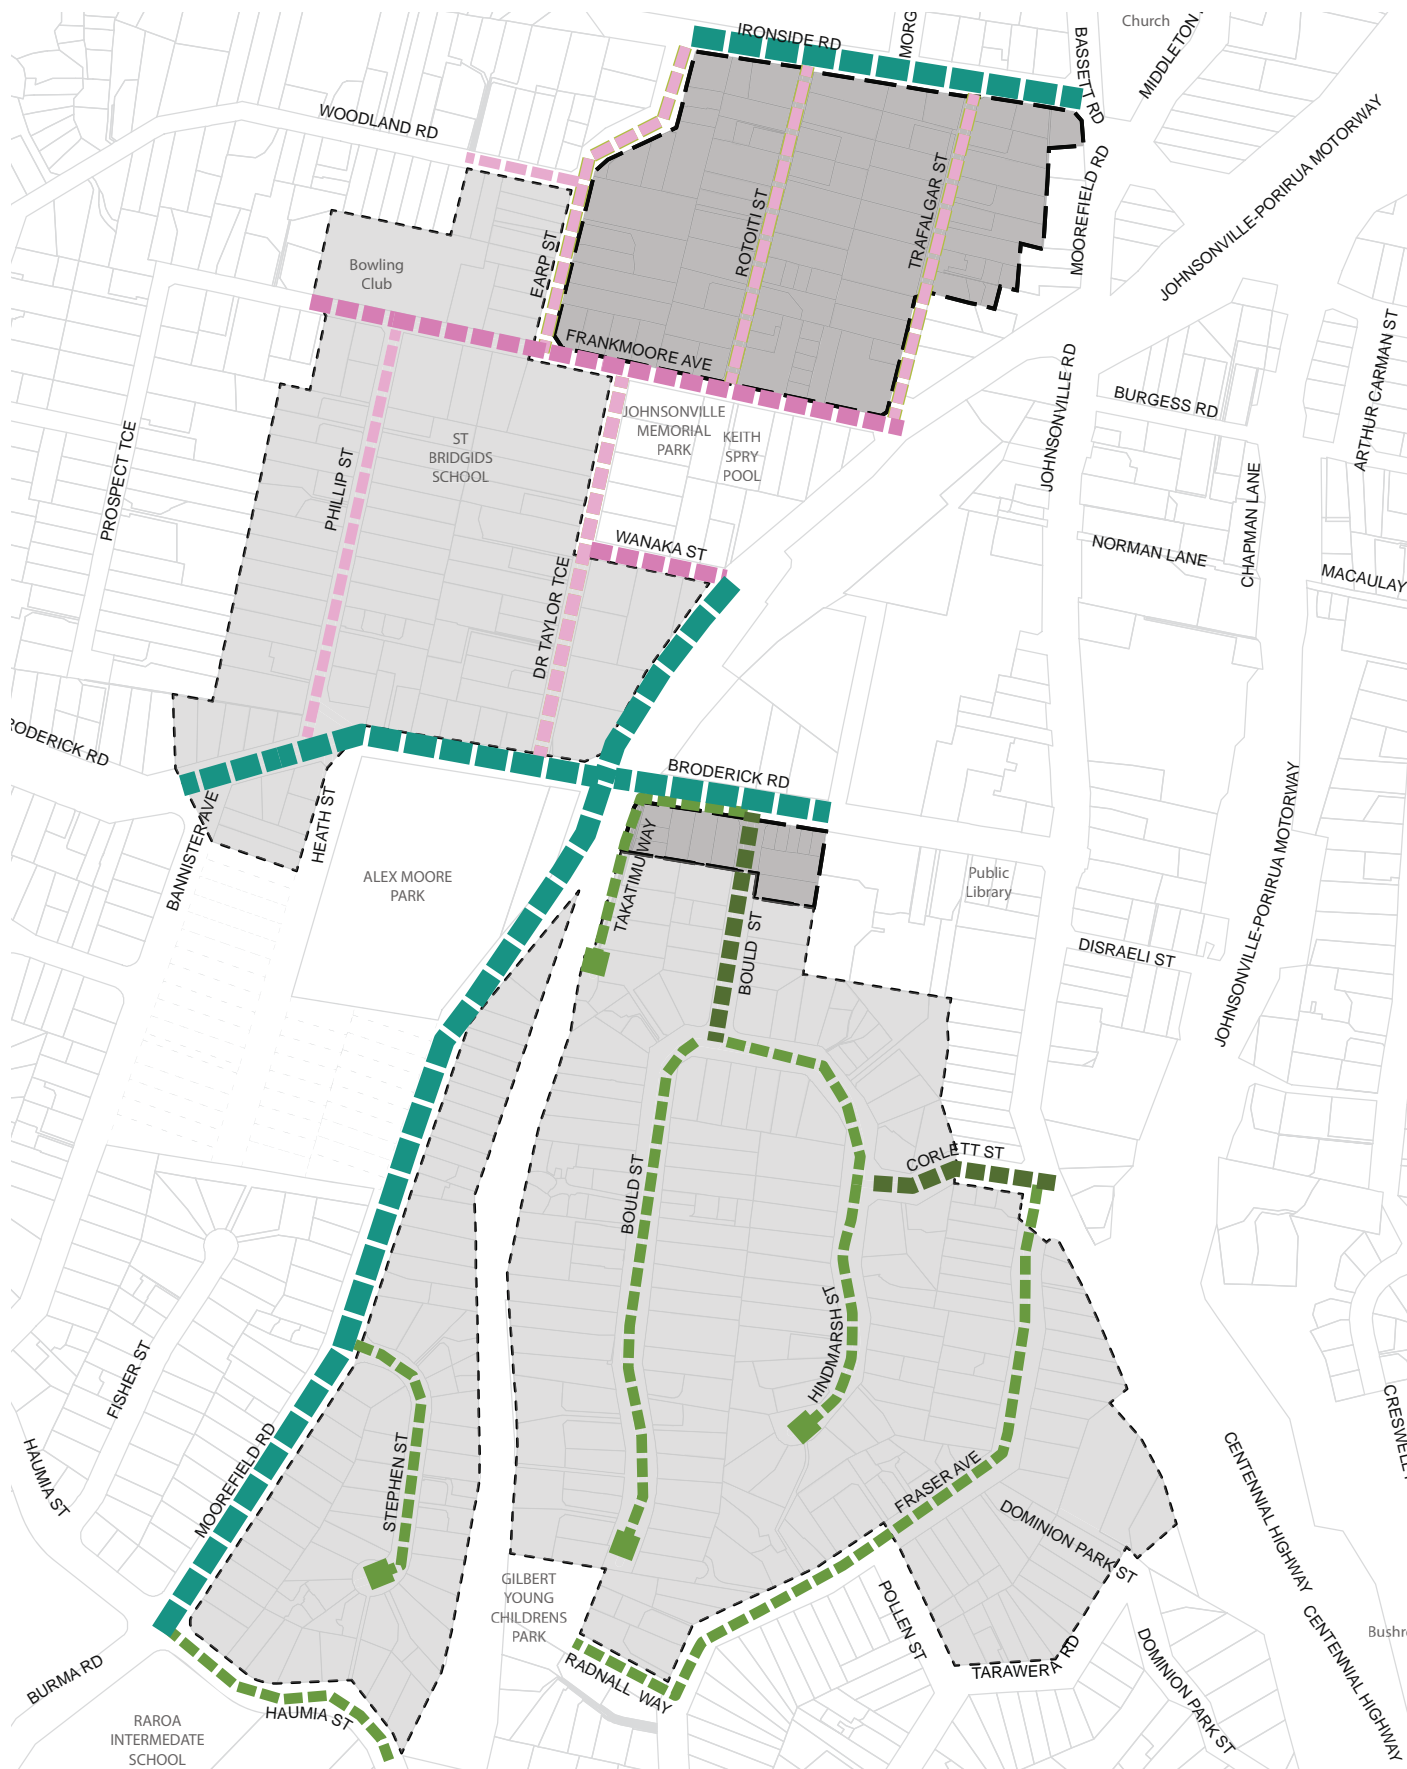 Church
IRONSIDE RD
MORG
BASSETT RD
MIDDLETON
WOODLAND RD
MOOREFIELD RD
JOHNSONVILLE-PORIRUA MOTORWAY
TRAFALGAR ST
ROTOITI ST
EARP ST
Bowling
Club
FRANKMOORE AVE
JOHNSONVILLE
MEMORIAL
PARK
KEITH
SPRY
POOL
ST
BRIDGIDS
SCHOOL
PROSPECT TCE
PHILLIP ST
JOHNSONVILLE RD
BURGESS RD
ARTHUR CARMAN ST
CHAPMAN LANE
NORMAN LANE
MACAULAY
WANAKA ST
DR TAYLOR TCE
RODERICK RD
BRODERICK RD
HEATH ST
BANNISTER AVE
ALEX MOORE
PARK
TAKATIMU WAY
BOULD ST
Public
Library
DISRAELI ST
JOHNSONVILLE-PORIRUA MOTORWAY
CORLETT ST
BOULD ST
HINDMARSH ST
FISHER ST
HAUMIA ST
MOOREFIELD RD
STEPHEN ST
FRASER AVE
DOMINION PARK ST
CRESWELL
CENTENNIAL HIGHWAY
GILBERT
YOUNG
CHILDRENS
PARK
POLLEN ST
TARAWERA RD
DOMINION PARK ST
CENTENNIAL HIGHWAY
RADNALL WAY
BURMA RD
HAUMIA ST
RAROA
INTERMEDATE
SCHOOL